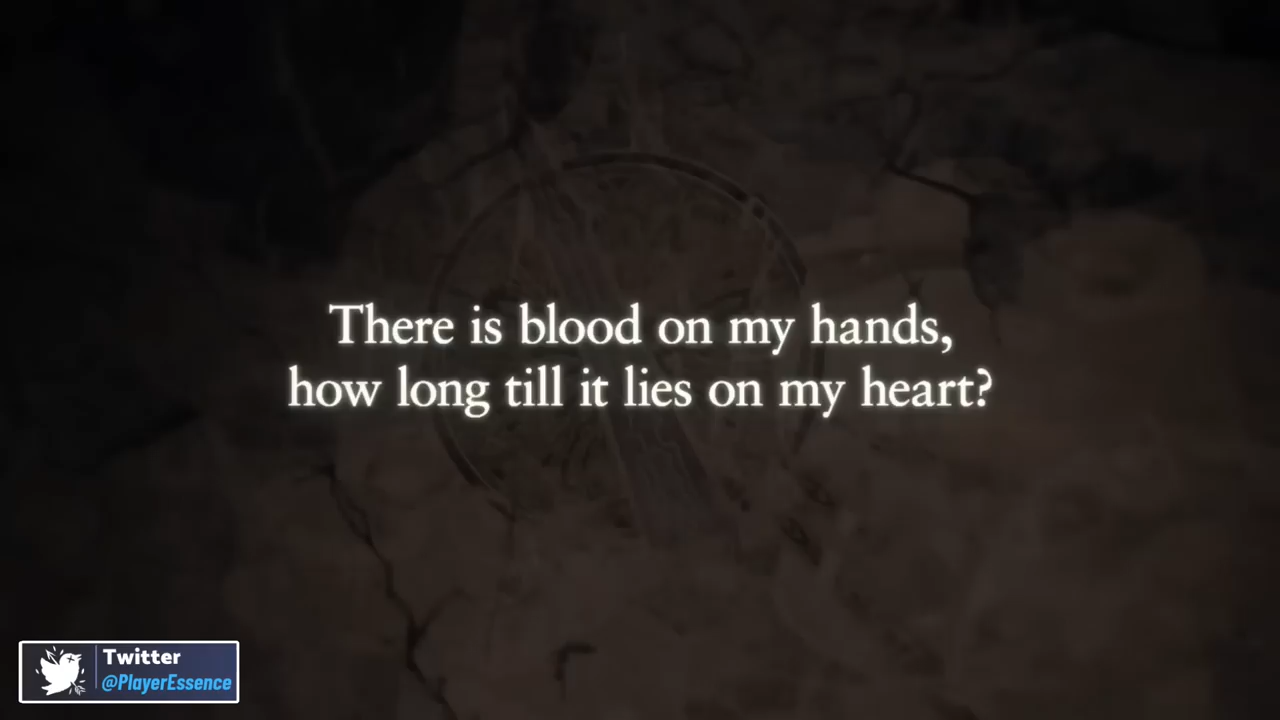 There is blood on my hands,
how long till it lies on my heart?
Twitter
@PlayerEssence